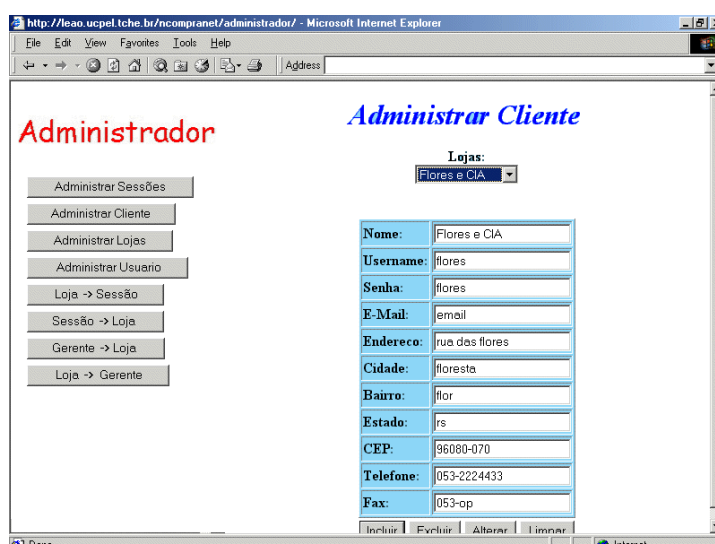 http://leao.ucpel.tche.br/ncompranet/administrador/ - Microsoft Internet Explorer
File Edit View Favorites Tools Help
Address
Administrador
Administrar Sessões
Administrar Cliente
Administrar Lojas
Administrar Usuario
Loja -> Sessão
Sessão -> Loja
Gerente -> Loja
Loja -> Gerente
Administrar Cliente
Lojas:
Flores e CIA
Nome: Flores e CIA
Username: flores
Senha: flores
E-Mail: email
Endereco: rua das flores
Cidade: floresta
Bairro: flor
Estado: rs
CEP: 96080-070
Telefone: 053-2224433
Fax: 053-op
Incluir Excluir Alterar Limpar
Done Internet